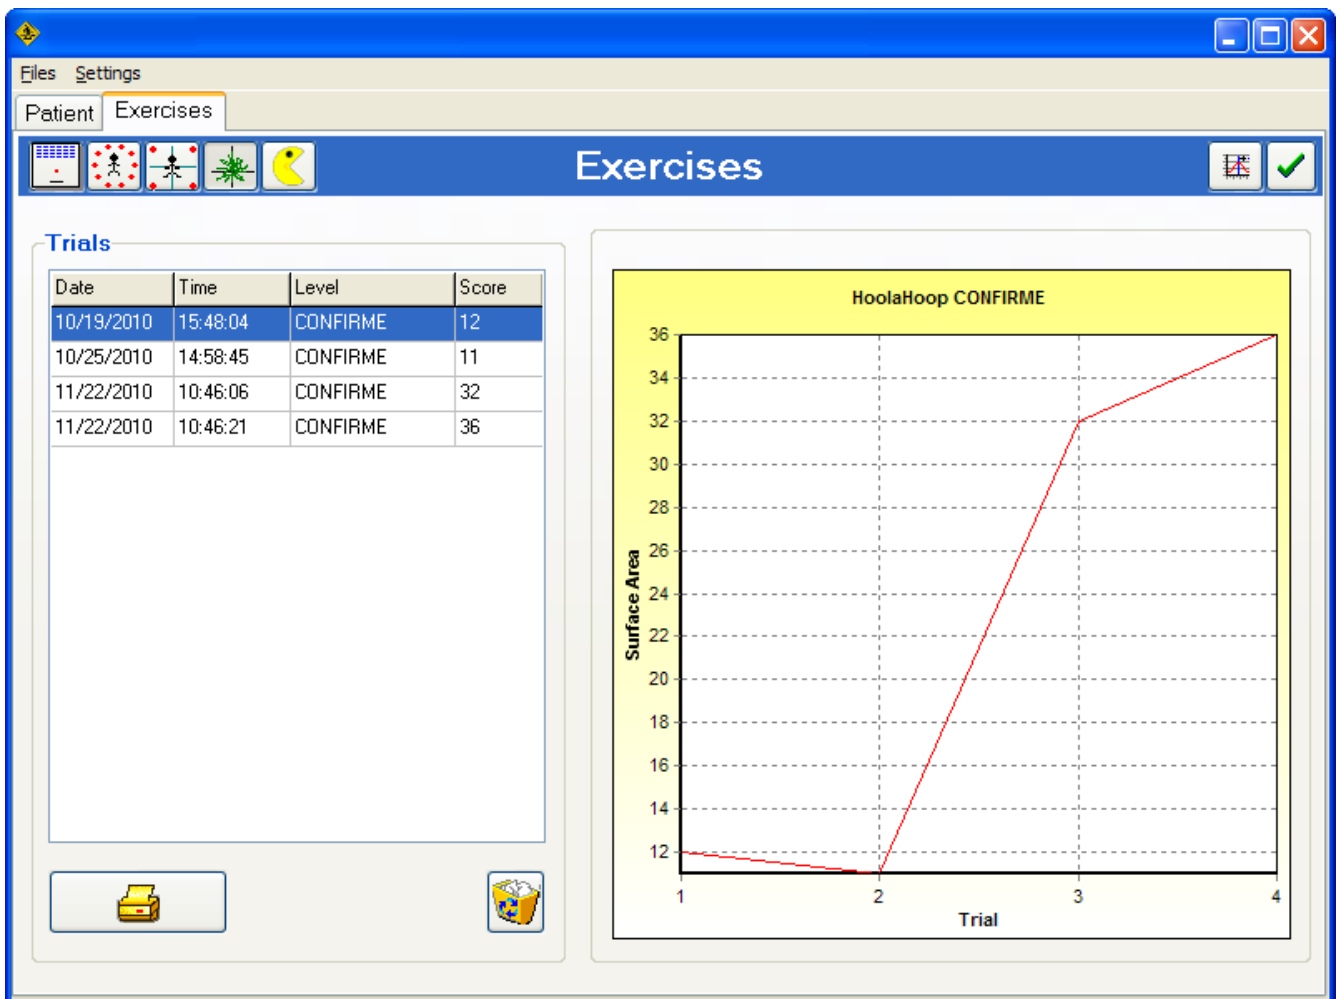 Files Settings
Patient Exercises
Exercises
Trials
Date Time Level Score
10/19/2010 15:48:04 CONFIRME 12
10/25/2010 14:58:45 CONFIRME 11
11/22/2010 10:46:06 CONFIRME 32
11/22/2010 10:46:21 CONFIRME 36
HoolaHoop CONFIRME
36
34
32
30
28
26
24
22
20
18
16
14
12
Surface Area
1 2 3 4
Trial